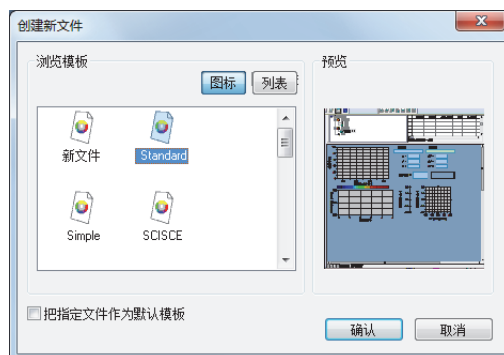 创建新文件
浏览模板
预览
图标 列表
新文件 Standard
Simple SCISCE
把指定文件作为默认模板
确认 取消